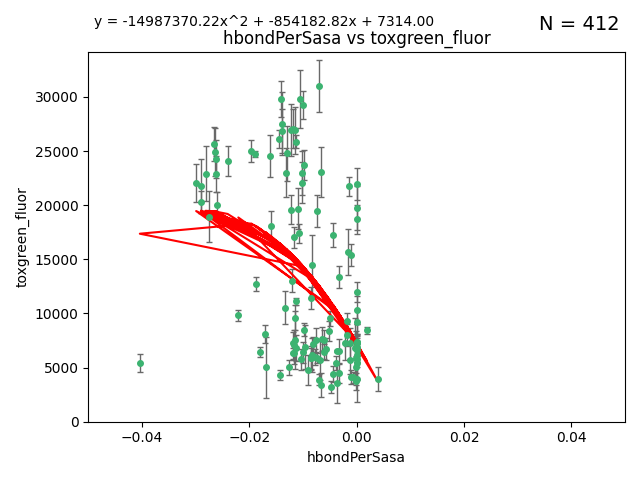 y = -14987370.22x^2 + -854182.82x + 7314.00
N = 412
hbondPerSasa vs toxgreen_fluor
toxgreen_fluor
30000
25000
20000
15000
10000
5000
0
−0.04 −0.02 0.00 0.02 0.04
hbondPerSasa